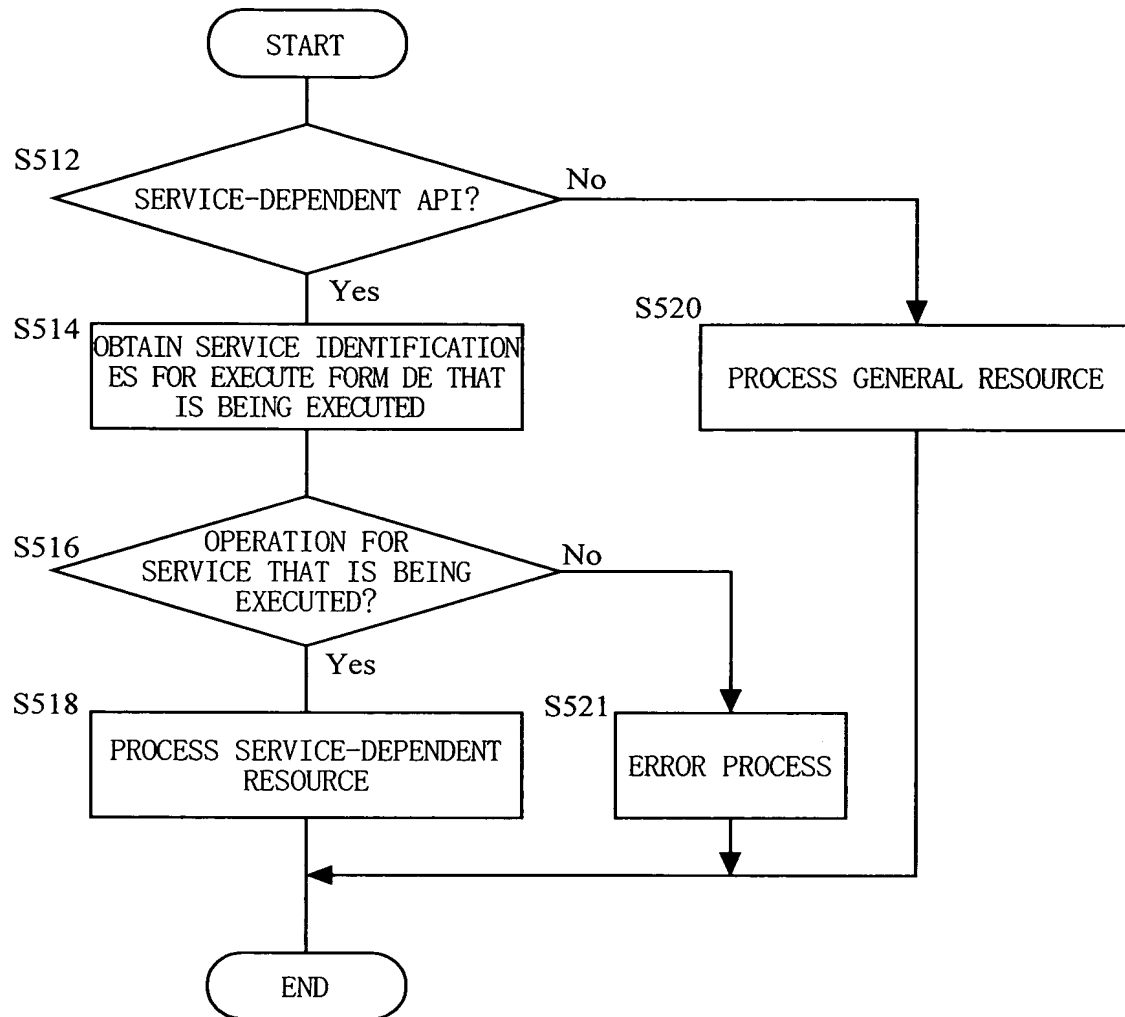 START
S512
SERVICE-DEPENDENT API?
No
Yes
S514
OBTAIN SERVICE IDENTIFICATION
ES FOR EXECUTE FORM DE THAT
IS BEING EXECUTED
S520
PROCESS GENERAL RESOURCE
S516
OPERATION FOR
SERVICE THAT IS BEING
EXECUTED?
No
Yes
S518
PROCESS SERVICE-DEPENDENT
RESOURCE
S521
ERROR PROCESS
END